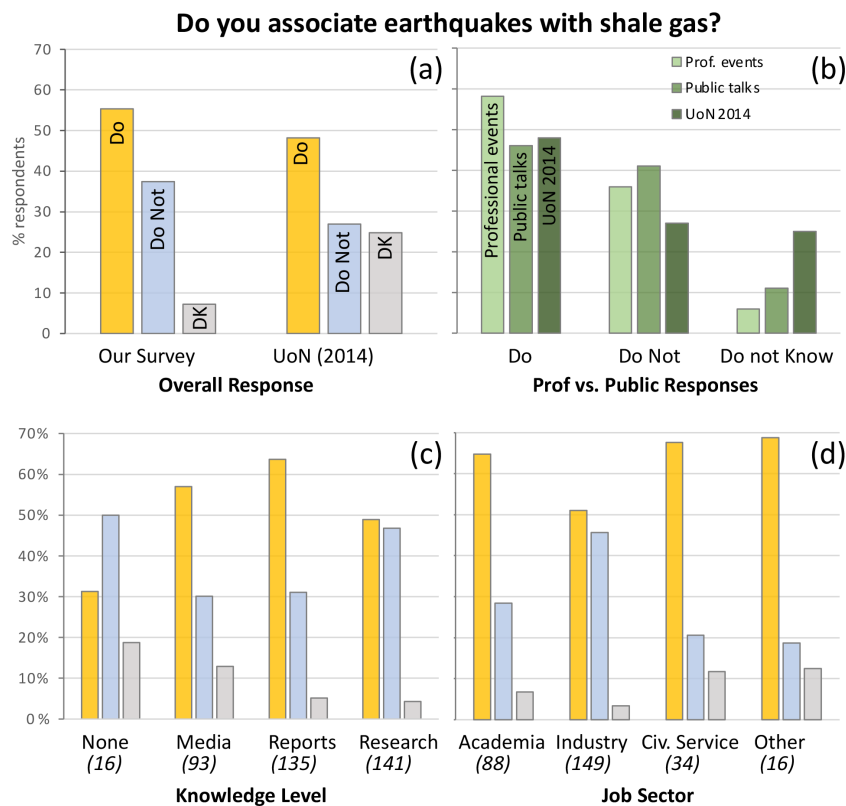 Do you associate earthquakes with shale gas?
70
60
50
40
30
20
10
0
% respondents
(a)
Do
Do Not
DK
Do
Do Not
DK
Our Survey
UoN (2014)
Overall Response
(b)
Prof. events
Public talks
UoN 2014
Professional events
Public talks
UoN 2014
Do
Do Not
Do not Know
Prof vs. Public Responses
70%
60%
50%
40%
30%
20%
10%
0%
(c)
None
(16)
Media
(93)
Reports
(135)
Research
(141)
Knowledge Level
(d)
Academia
(88)
Industry
(149)
Civ. Service
(34)
Other
(16)
Job Sector